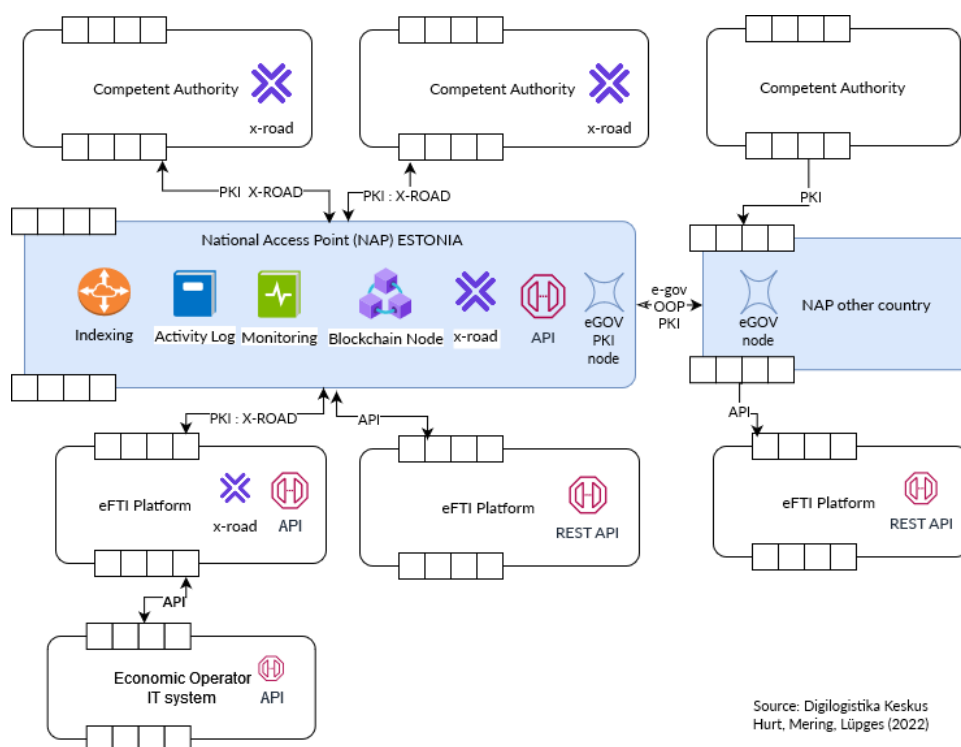 Competent Authority
x-road
Competent Authority
x-road
Competent Authority
PKI X-ROAD
PKI : X-ROAD
PKI
National Access Point (NAP) ESTONIA
Indexing
Activity Log
Monitoring
Blockchain Node
x-road
API
eGOV
PKI
node
e-gov
OOP
PKI
eGOV
node
NAP other country
PKI : X-ROAD
API
API
eFTI Platform
x-road
API
eFTI Platform
REST API
eFTI Platform
REST API
API
Economic Operator
IT system
API
Source: Digilogistika Keskus
Hurt, Mering, Lüpges (2022)